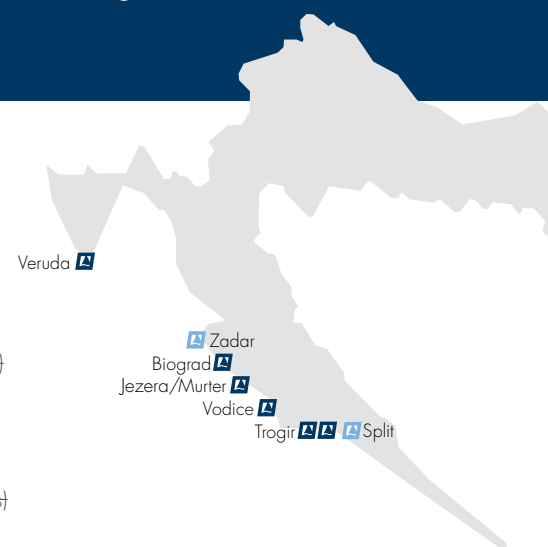 Veruda
Zadar
Biograd
Jezera/Murter
Vodice
Trogir
Split